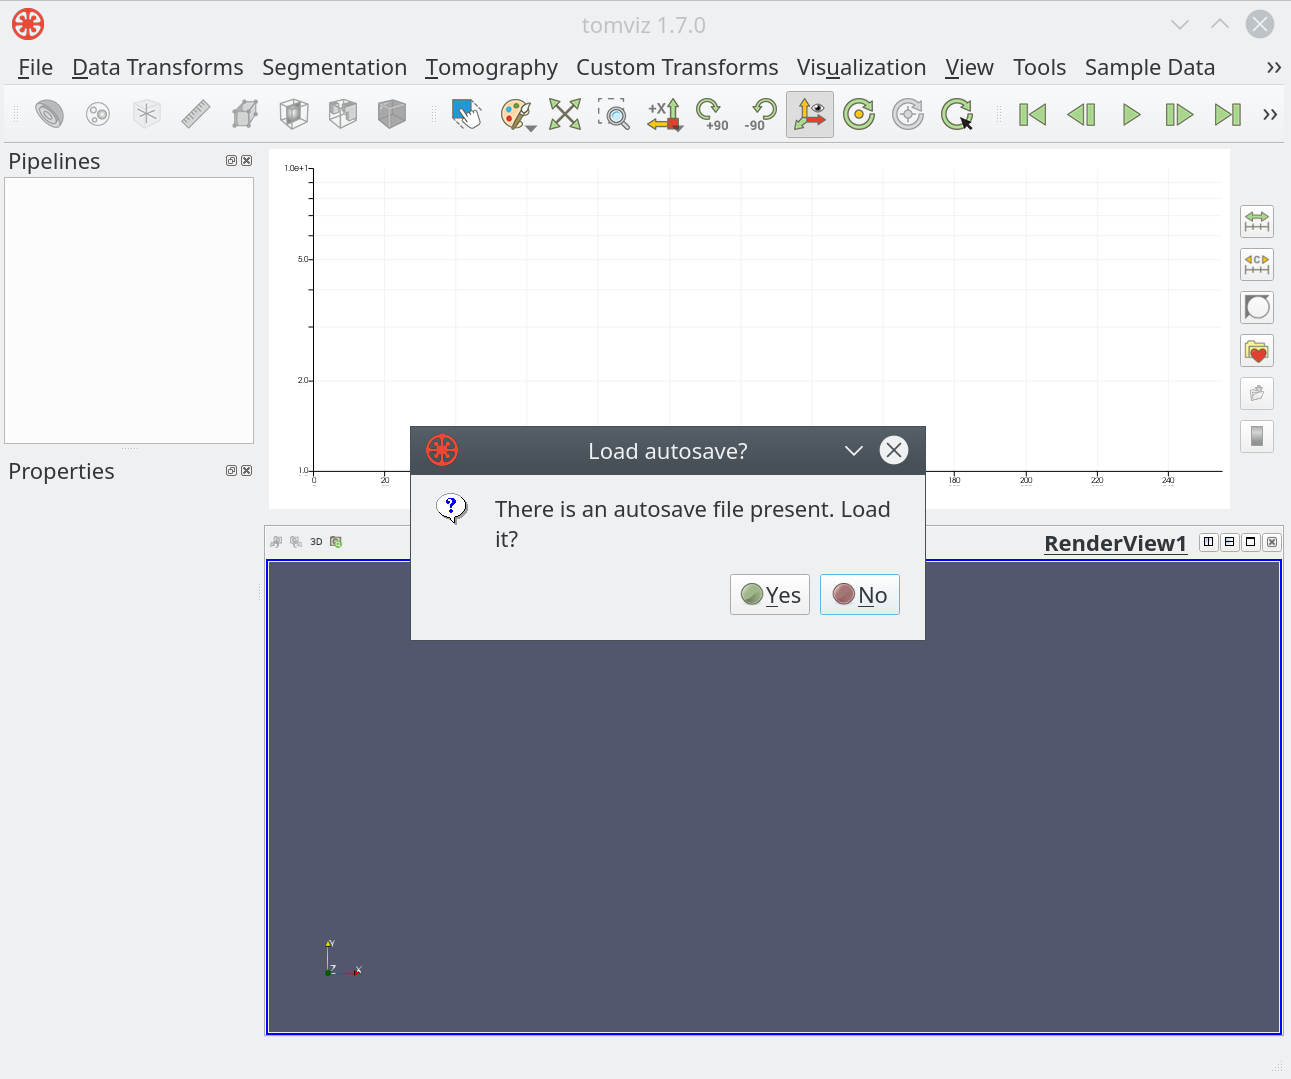 tomviz 1.7.0
File Data Transforms Segmentation Tomography Custom Transforms Visualization View Tools Sample Data »
+X +90 -90 »
Pipelines
1.0e+1
5.0
C
2.0
Load autosave?
Properties
1.0
0 20 180 200 220 240
? There is an autosave file present. Load
it?
3D RenderView1
Yes No
Y
Z X